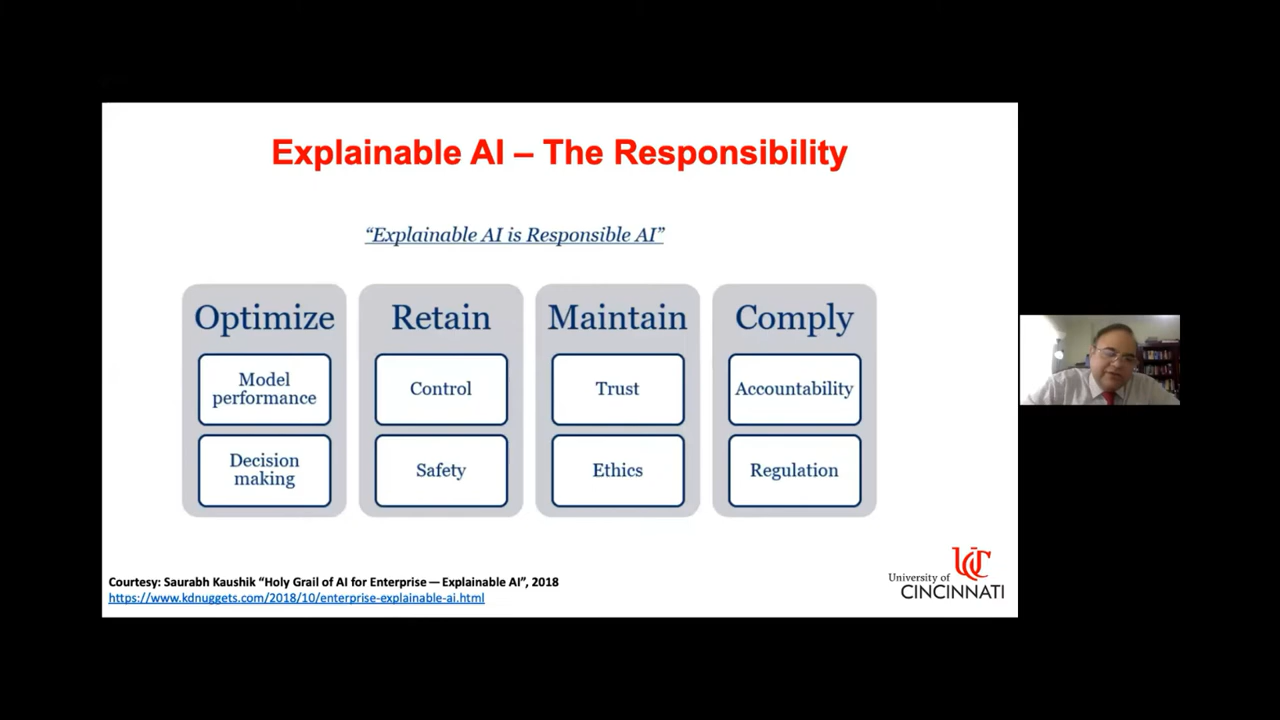 Explainable AI – The Responsibility
“Explainable AI is Responsible AI”
Optimize
Model
performance
Decision
making
Retain
Control
Safety
Maintain
Trust
Ethics
Comply
Accountability
Regulation
Courtesy: Saurabh Kaushik “Holy Grail of AI for Enterprise — Explainable AI”, 2018
https://www.kdnuggets.com/2018/10/enterprise-explainable-ai.html
UC
University of
CINCINNATI